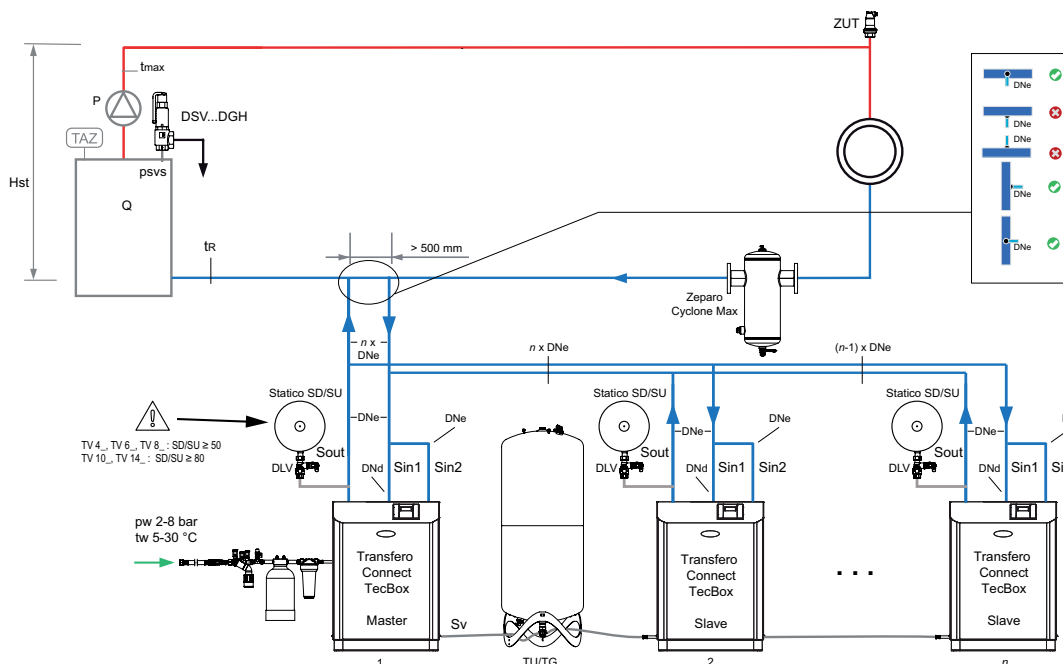 ZUT
tmax
P
DSV...DGH
TAZ
psvs
Hst
Q
tR
> 500 mm
DNe
DNe
DNe
DNe
DNe
Zeparo
Cyclone Max
n x
DNe
n x DNe
(n-1) x DNe
Statico SD/SU
Statico SD/SU
Statico SD/SU
DNe
DNe
DNe
DNe
DNe
TV 4_, TV 6_, TV 8_ : SD/SU ≥ 50
TV 10_, TV 14_ : SD/SU ≥ 80
Sout
Sout
Sout
DLV
DNd
Sin1
Sin2
DLV
DNd
Sin1
Sin2
DLV
DNd
Sin1
pw 2-8 bar
tw 5-30 °C
Transfero
Connect
TecBox
Master
Transfero
Connect
TecBox
Slave
. . .
Transfero
Connect
TecBox
Slave
Sv
1
TU/TG
2
n